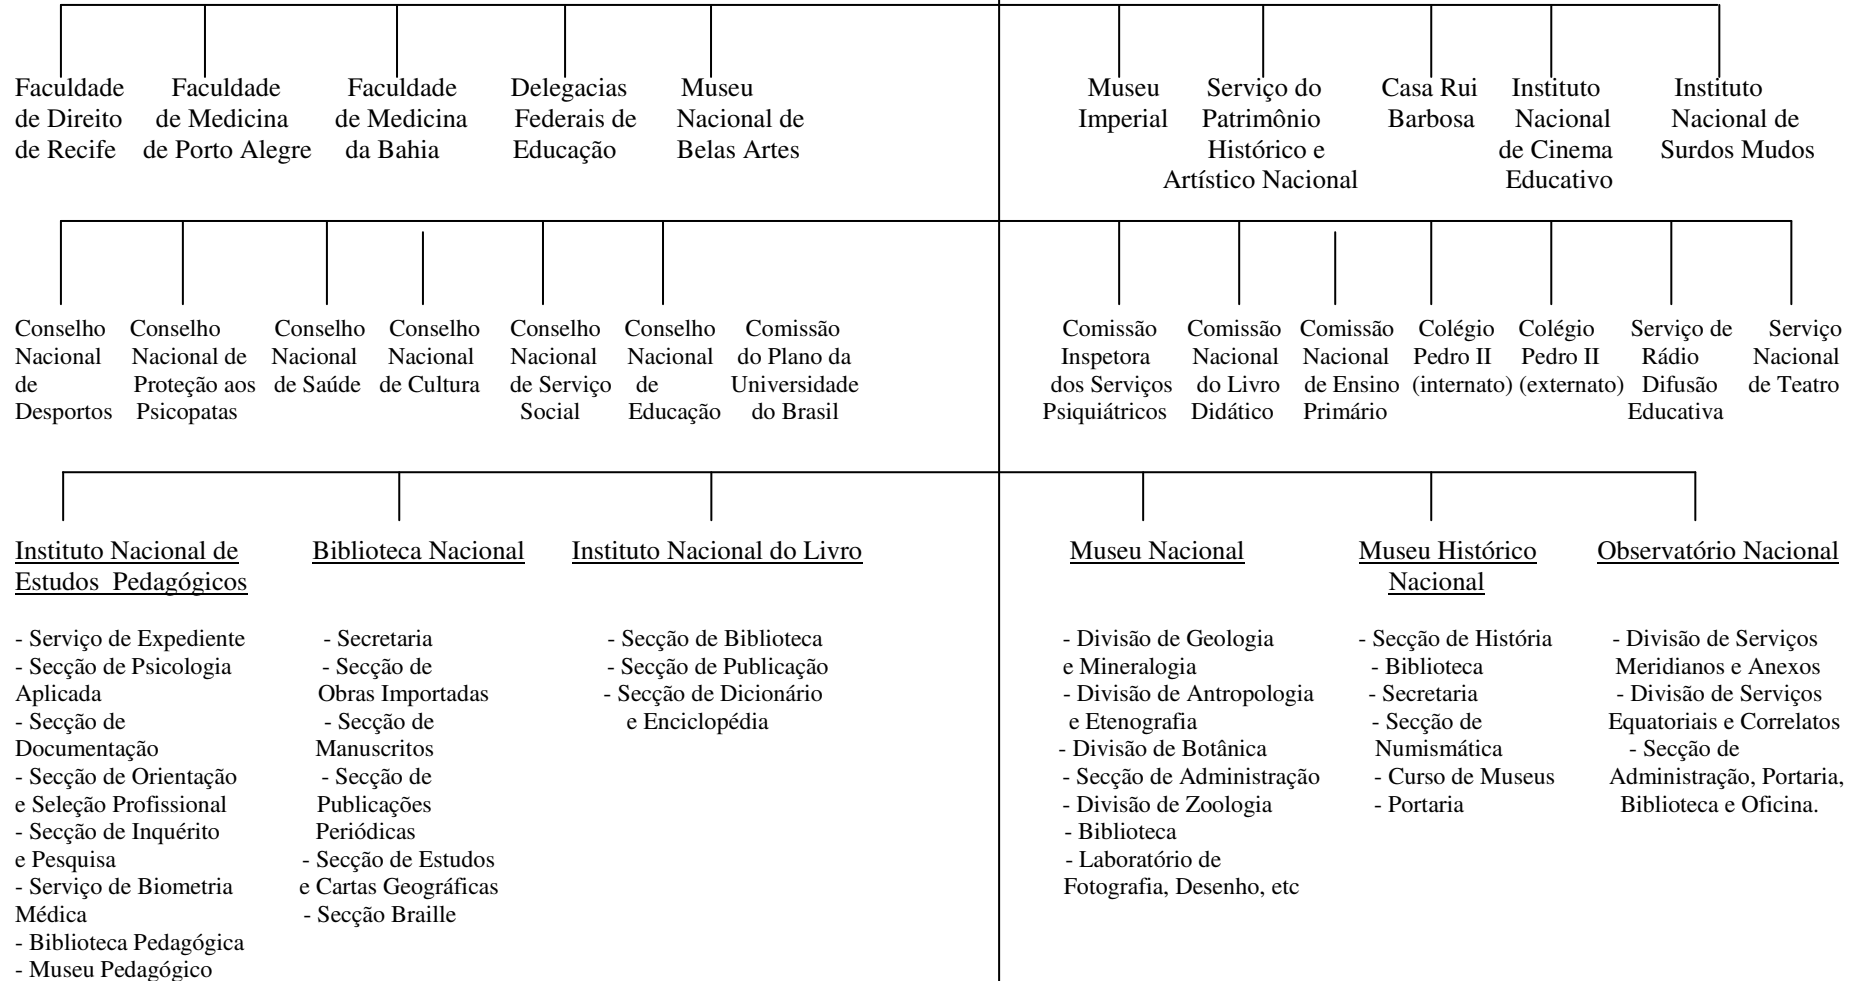 Faculdade
de Direito
de Recife
Faculdade
de Medicina
de Porto Alegre
Faculdade
de Medicina
da Bahia
Delegacias
Federais de
Educação
Museu
Nacional de
Belas Artes
Museu
Imperial
Serviço do
Patrimônio
Histórico e
Artístico Nacional
Casa Rui
Barbosa
Instituto
Nacional
de Cinema
Educativo
Instituto
Nacional de
Surdos Mudos
Conselho
Nacional
de
Desportos
Conselho
Nacional de
Proteção aos
Psicopatas
Conselho
Nacional
de Saúde
Conselho
Nacional
de Cultura
Conselho
Nacional
de Serviço
Social
Conselho
Nacional
de
Educação
Comissão
do Plano da
Universidade
do Brasil
Comissão
Inspetora
dos Serviços
Psiquiátricos
Comissão
Nacional
do Livro
Didático
Comissão
Nacional
de Ensino
Primário
Colégio
Pedro II
(internato)
Colégio
Pedro II
(externato)
Serviço de
Rádio
Difusão
Educativa
Serviço
Nacional
de Teatro
Instituto Nacional de
Estudos Pedagógicos
- Serviço de Expediente
- Secção de Psicologia
Aplicada
- Secção de
Documentação
- Secção de Orientação
e Seleção Profissional
- Secção de Inquérito
e Pesquisa
- Serviço de Biometria
Médica
- Biblioteca Pedagógica
- Museu Pedagógico
Biblioteca Nacional
- Secretaria
- Secção de
Obras Importadas
- Secção de
Manuscritos
- Secção de
Publicações
Periódicas
- Secção de Estudos
e Cartas Geográficas
- Secção Braille
Instituto Nacional do Livro
- Secção de Biblioteca
- Secção de Publicação
- Secção de Dicionário
e Enciclopédia
Museu Nacional
- Divisão de Geologia
e Mineralogia
- Divisão de Antropologia
e Etenografia
- Divisão de Botânica
- Secção de Administração
- Divisão de Zoologia
- Biblioteca
- Laboratório de
Fotografia, Desenho, etc
Museu Histórico
Nacional
- Secção de História
- Biblioteca
- Secretaria
- Secção de
Numismática
- Curso de Museus
- Portaria
Observatório Nacional
- Divisão de Serviços
Meridianos e Anexos
- Divisão de Serviços
Equatoriais e Correlatos
- Secção de
Administração, Portaria,
Biblioteca e Oficina.